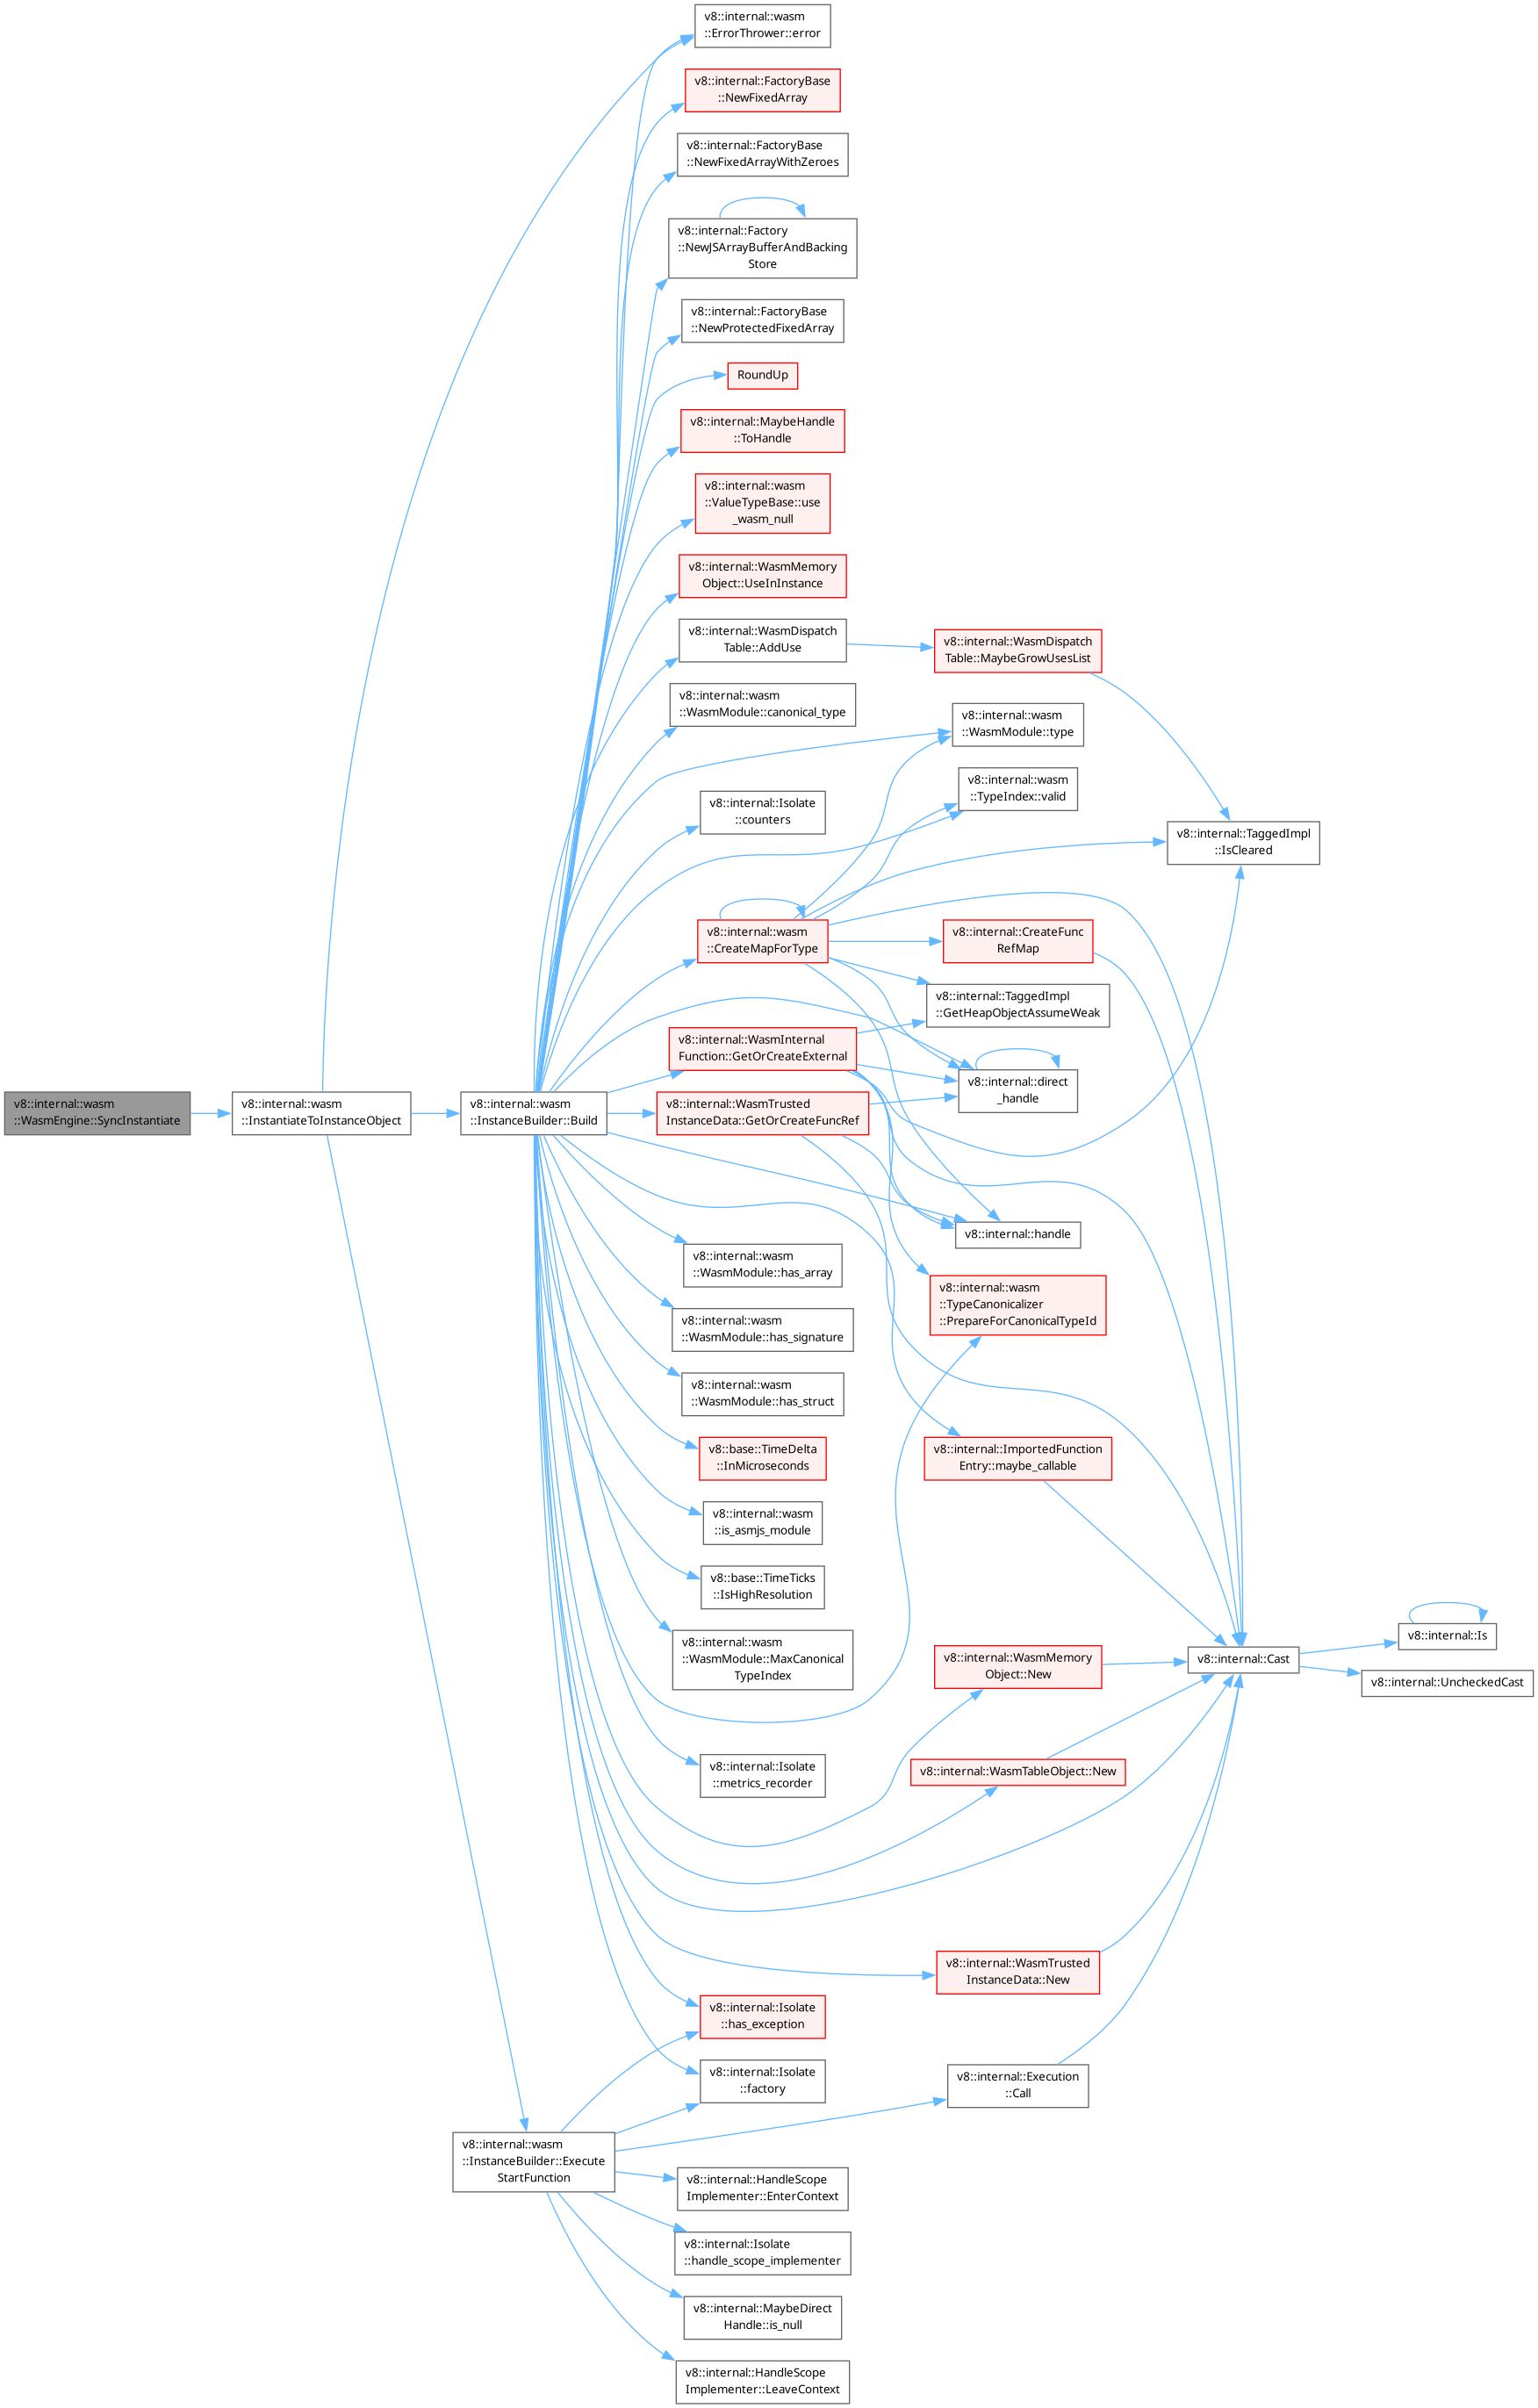 v8::internal::wasm
::ErrorThrower::error
v8::internal::FactoryBase
::NewFixedArray
v8::internal::FactoryBase
::NewFixedArrayWithZeroes
v8::internal::Factory
::NewJSArrayBufferAndBacking
Store
v8::internal::FactoryBase
::NewProtectedFixedArray
RoundUp
v8::internal::MaybeHandle
::ToHandle
v8::internal::wasm
::ValueTypeBase::use
_wasm_null
v8::internal::WasmMemory
Object::UseInInstance
v8::internal::WasmDispatch
Table::AddUse
v8::internal::WasmDispatch
Table::MaybeGrowUsesList
v8::internal::wasm
::WasmModule::canonical_type
v8::internal::wasm
::WasmModule::type
v8::internal::wasm
::TypeIndex::valid
v8::internal::Isolate
::counters
v8::internal::TaggedImpl
::IsCleared
v8::internal::wasm
::CreateMapForType
v8::internal::CreateFunc
RefMap
v8::internal::TaggedImpl
::GetHeapObjectAssumeWeak
v8::internal::WasmInternal
Function::GetOrCreateExternal
v8::internal::direct
_handle
v8::internal::wasm
::WasmEngine::SyncInstantiate
v8::internal::wasm
::InstantiateToInstanceObject
v8::internal::wasm
::InstanceBuilder::Build
v8::internal::WasmTrusted
InstanceData::GetOrCreateFuncRef
v8::internal::handle
v8::internal::wasm
::WasmModule::has_array
v8::internal::wasm
::TypeCanonicalizer
::PrepareForCanonicalTypeId
v8::internal::wasm
::WasmModule::has_signature
v8::internal::wasm
::WasmModule::has_struct
v8::base::TimeDelta
::InMicroseconds
v8::internal::ImportedFunction
Entry::maybe_callable
v8::internal::wasm
::is_asmjs_module
v8::base::TimeTicks
::IsHighResolution
v8::internal::wasm
::WasmModule::MaxCanonical
TypeIndex
v8::internal::WasmMemory
Object::New
v8::internal::Cast
v8::internal::Is
v8::internal::UncheckedCast
v8::internal::Isolate
::metrics_recorder
v8::internal::WasmTableObject::New
v8::internal::WasmTrusted
InstanceData::New
v8::internal::Isolate
::has_exception
v8::internal::Isolate
::factory
v8::internal::Execution
::Call
v8::internal::wasm
::InstanceBuilder::Execute
StartFunction
v8::internal::HandleScope
Implementer::EnterContext
v8::internal::Isolate
::handle_scope_implementer
v8::internal::MaybeDirect
Handle::is_null
v8::internal::HandleScope
Implementer::LeaveContext